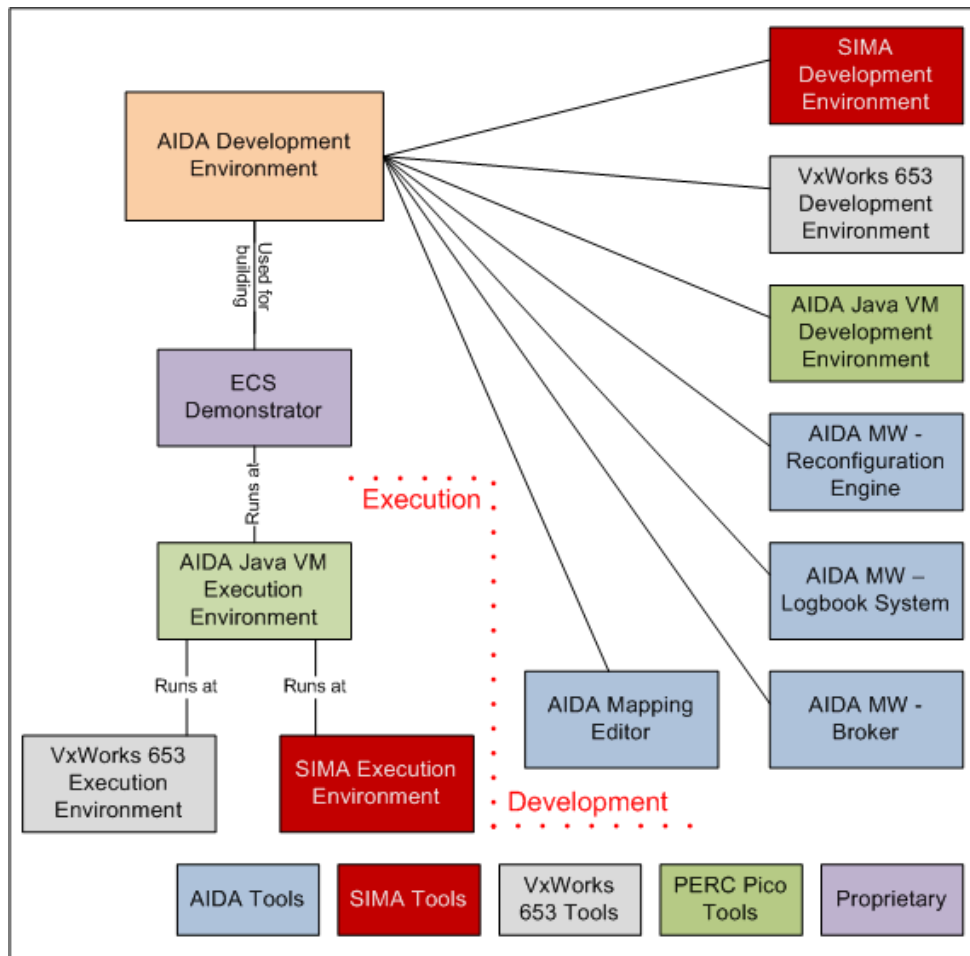 SIMA
Development
Environment
AIDA Development
Environment
VxWorks 653
Development
Environment
Used for
building
AIDA Java VM
Development
Environment
ECS
Demonstrator
AIDA MW -
Reconfiguration
Engine
Runs at
Execution
AIDA Java VM
Execution
Environment
AIDA MW –
Logbook System
Runs at
Runs at
AIDA Mapping
Editor
AIDA MW -
Broker
VxWorks 653
Execution
Environment
SIMA Execution
Environment
Development
AIDA Tools
SIMA Tools
VxWorks
653 Tools
PERC Pico
Tools
Proprietary